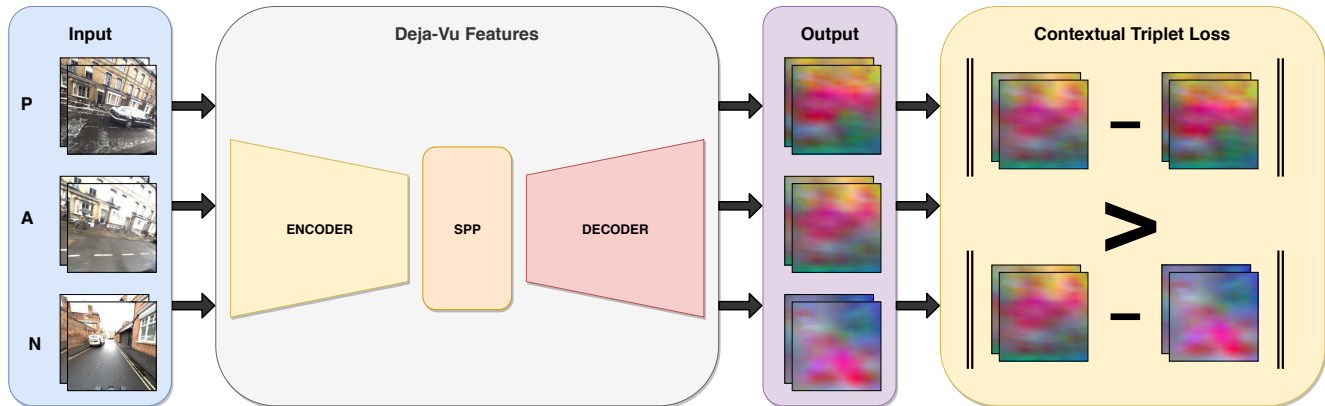 Input
Deja-Vu Features
Output
Contextual Triplet Loss
P
A
N
ENCODER
SPP
DECODER
‖ – ‖
>
‖ – ‖